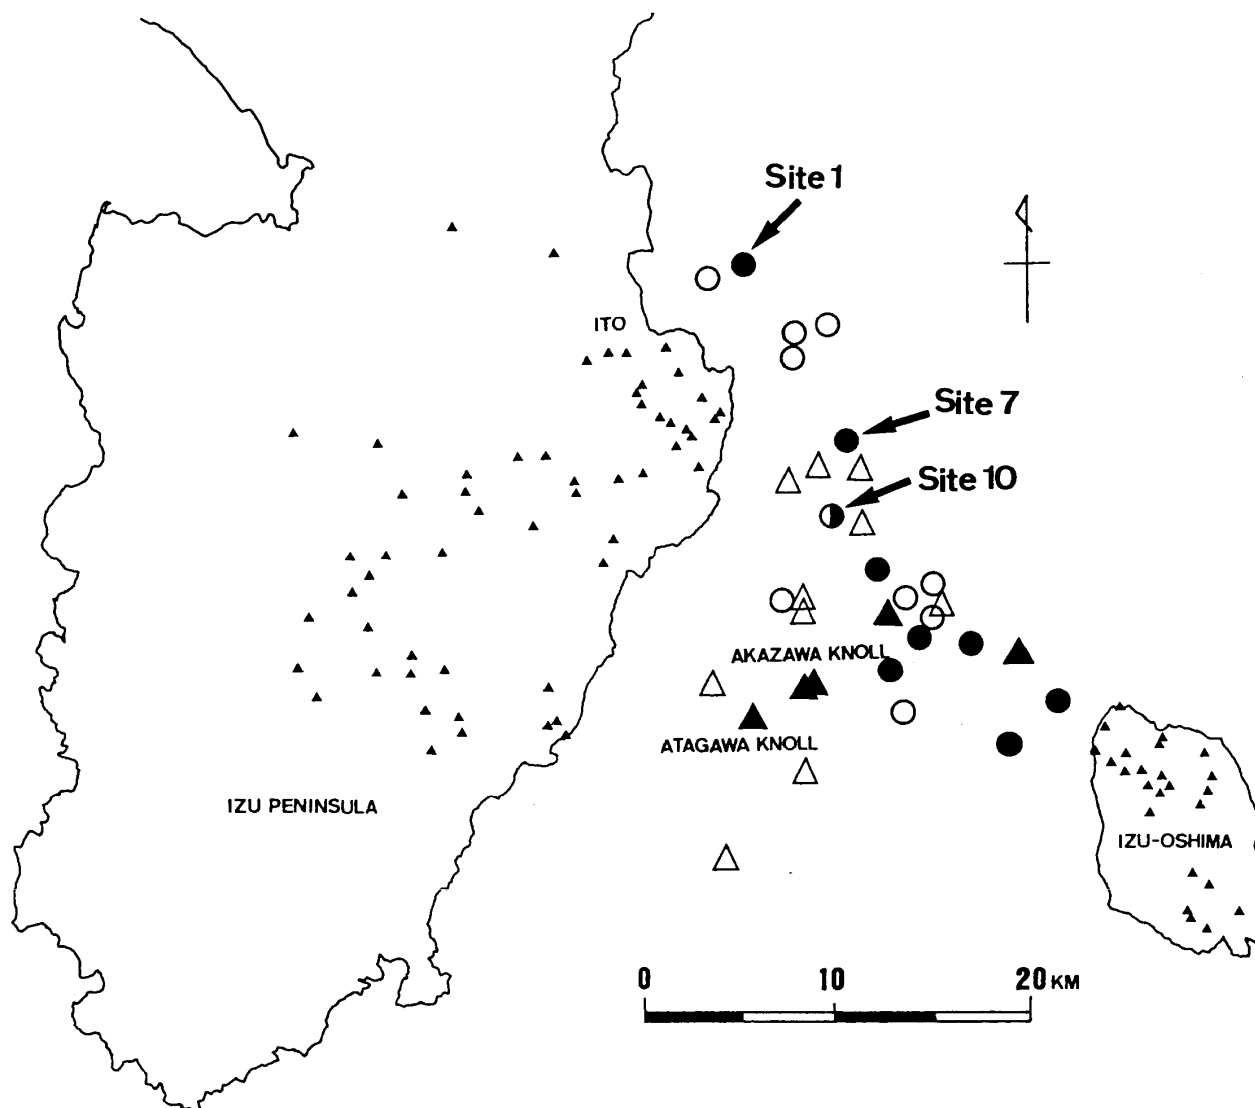 Site 1
ITO
Site 7
Site 10
AKAZAWA KNOLL
ATAGAWA KNOLL
IZU PENINSULA
IZU-OSHIMA
0 10 20 KM